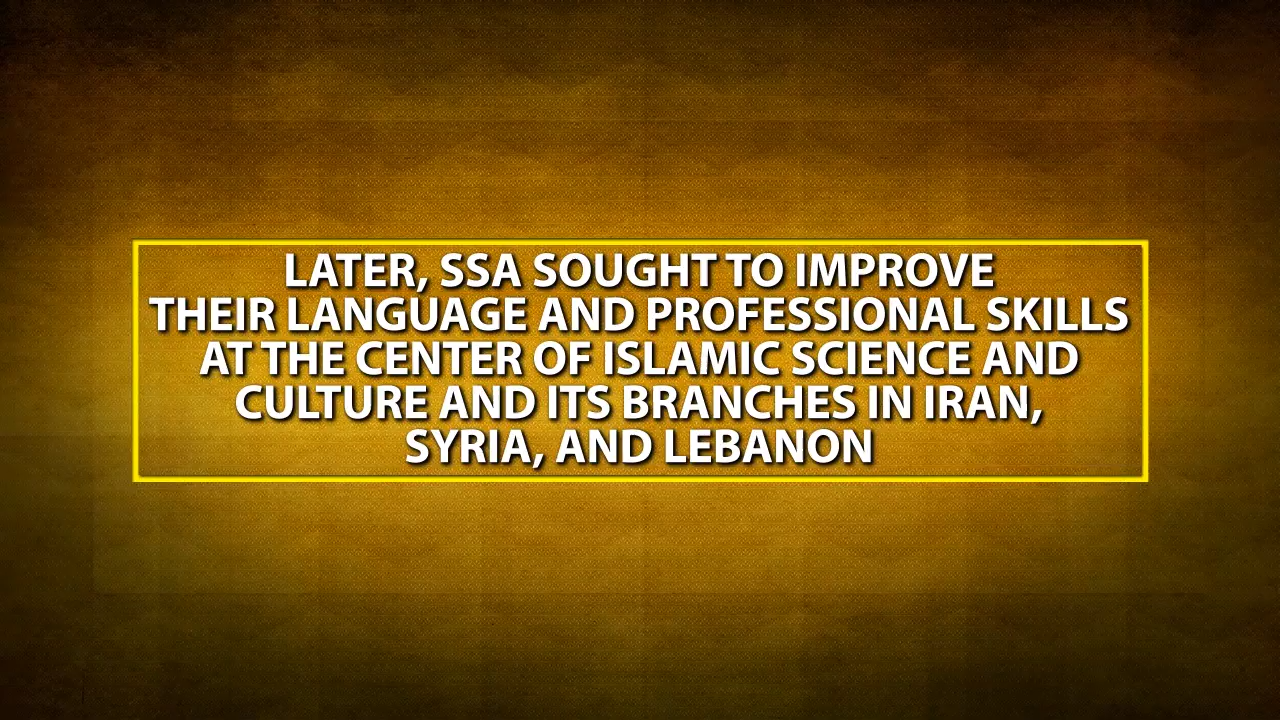 LATER, SSA SOUGHT TO IMPROVE
THEIR LANGUAGE AND PROFESSIONAL SKILLS
AT THE CENTER OF ISLAMIC SCIENCE AND
CULTURE AND ITS BRANCHES IN IRAN,
SYRIA, AND LEBANON